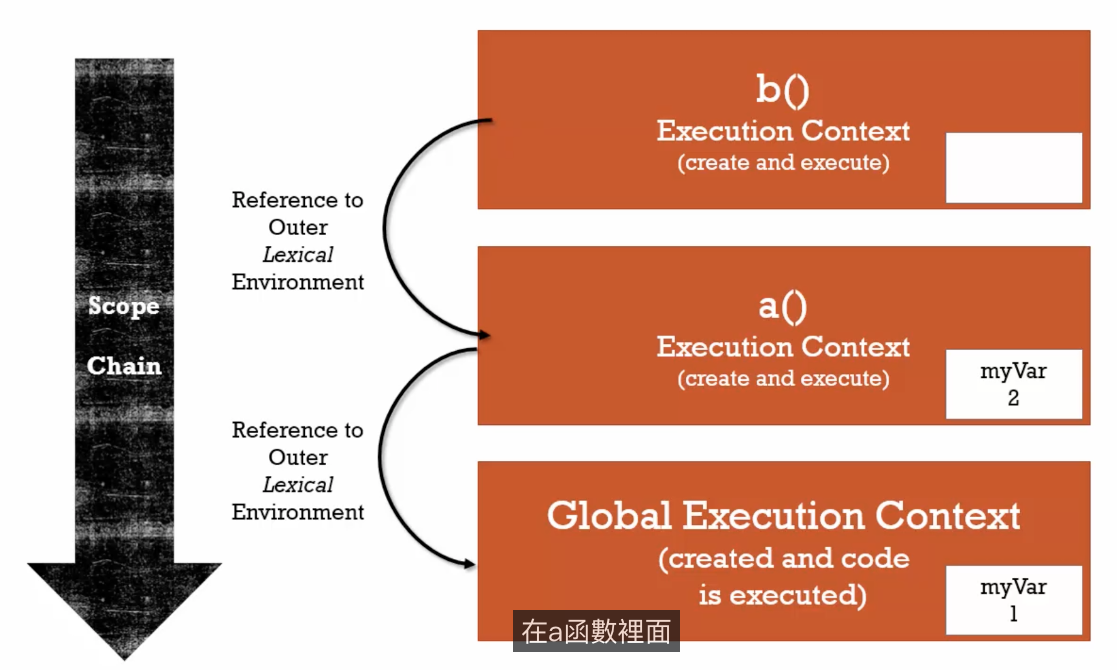 b()
Execution Context
(create and execute)
Reference to
Outer
Lexical
Environment
Scope
Chain
a()
Execution Context
(create and execute)
myVar
2
Reference to
Outer
Lexical
Environment
Global Execution Context
(created and code
is executed)
myVar
1
在a函數裡面